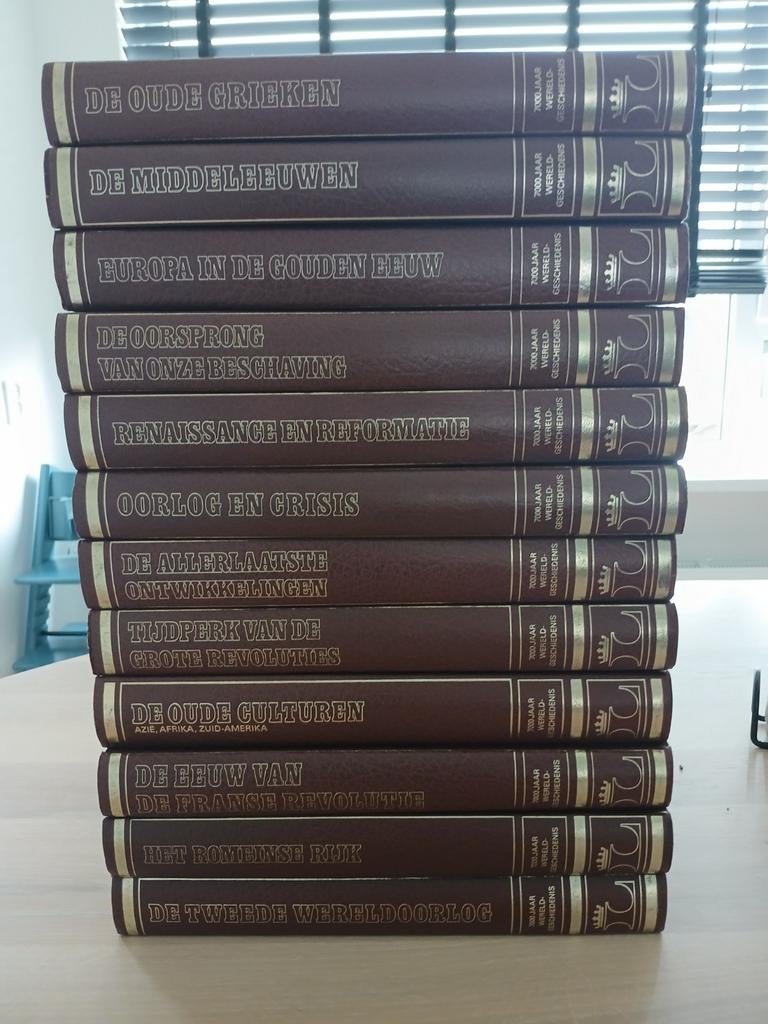 DE OUDE GRIEKEN
7000 JAAR
WERELD-
GESCHIEDENIS
DE MIDDELEEUWEN
7000 JAAR
WERELD-
GESCHIEDENIS
EUROPA IN DE GOUDEN EEUW
7000 JAAR
WERELD-
GESCHIEDENIS
DE OORSPRONG
VAN ONZE BESCHAVING
7000 JAAR
WERELD-
GESCHIEDENIS
RENAISSANCE EN REFORMATIE
7000 JAAR
WERELD-
GESCHIEDENIS
OORLOG EN CRISIS
7000 JAAR
WERELD-
GESCHIEDENIS
DE ALLERLAATSTE
ONTWIKKELINGEN
7000 JAAR
WERELD-
GESCHIEDENIS
TIJDPERK VAN DE
GROTE REVOLUTIES
7000 JAAR
WERELD-
GESCHIEDENIS
DE OUDE CULTUREN
AZIË, AFRIKA, ZUID-AMERIKA
7000 JAAR
WERELD-
GESCHIEDENIS
DE EEUW VAN
DE FRANSE REVOLUTIE
7000 JAAR
WERELD-
GESCHIEDENIS
HET ROMEINSE RIJK
7000 JAAR
WERELD-
GESCHIEDENIS
DE TWEEDE WERELDOORLOG
7000 JAAR
WERELD-
GESCHIEDENIS